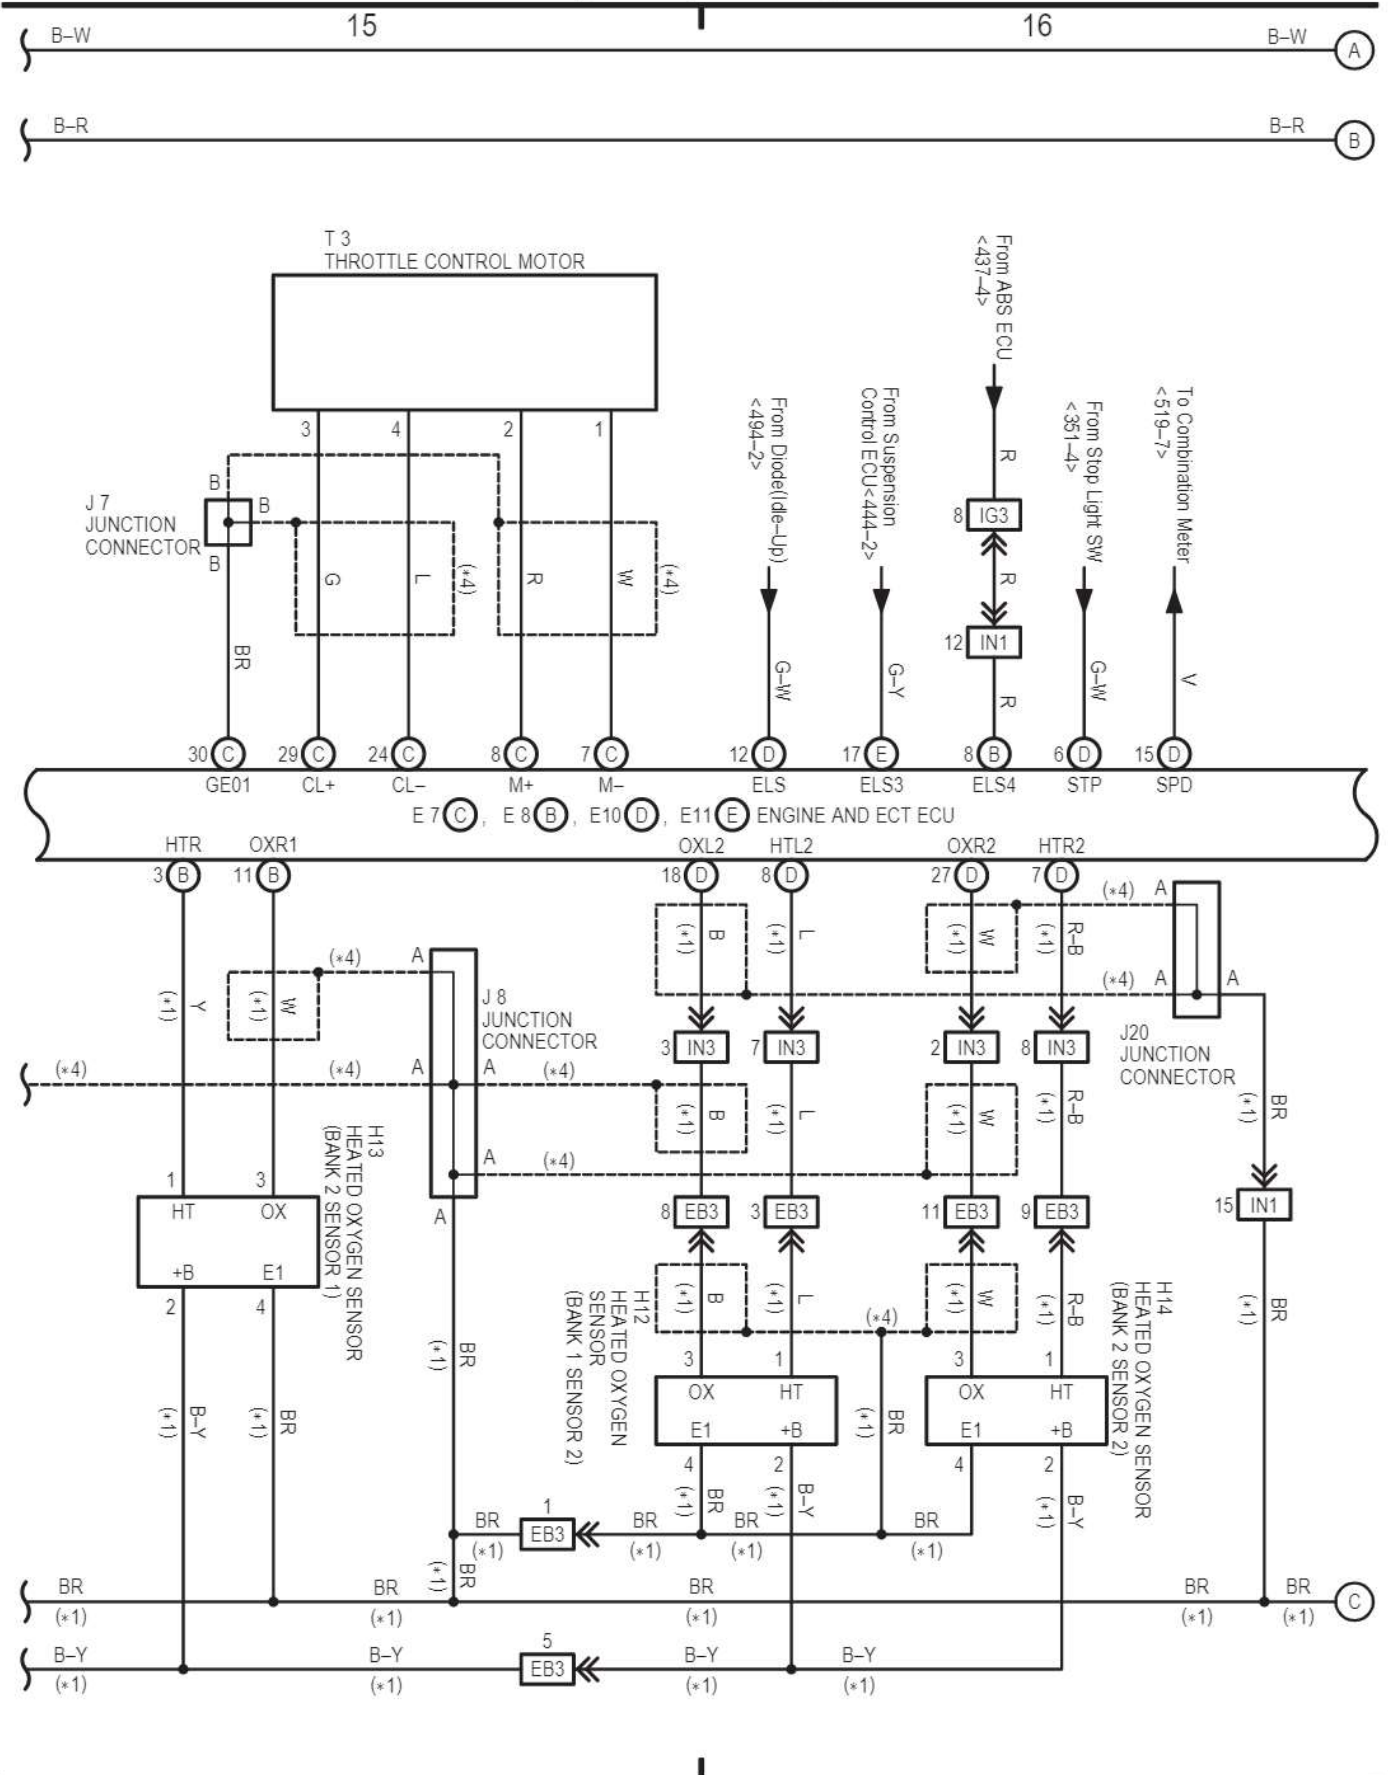 15 16
B–W B–W A
B–R B–R B
T 3
THROTTLE CONTROL MOTOR
3 4 2 1
J 7
JUNCTION
CONNECTOR
B
B
B
BR
G
L
(*4)
R
W
(*4)
From Diode(Idle–Up)
<494–2>
G–W
From Suspension
Control ECU<444–2>
G–Y
From ABS ECU
<437–4>
R
8 IG3
R
12 IN1
R
From Stop Light SW
<351–4>
G–W
To Combination Meter
<519–7>
V
30 C 29 C 24 C 8 C 7 C 12 D 17 E 8 B 6 D 15 D
GE01 CL+ CL– M+ M– ELS ELS3 ELS4 STP SPD
E 7 C , E 8 B , E10 D , E11 E ENGINE AND ECT ECU
HTR OXR1 OXL2 HTL2 OXR2 HTR2
3 B 11 B 18 D 8 D 27 D 7 D
(*4) A
B (*1) L (*1) W (*1) R–B (*1)
(*4) A
Y (*1) W (*1)
(*4) A A
J 8
JUNCTION
CONNECTOR
J20
JUNCTION
CONNECTOR
3 IN3 7 IN3 2 IN3 8 IN3
(*4) (*4) A A (*4)
B (*1) L (*1) W (*1) R–B (*1) BR (*1)
A (*4)
1 3
HT OX
+B E1
2 4
H13
HEATED OXYGEN SENSOR
(BANK 2 SENSOR 1)
A
8 EB3 3 EB3 11 EB3 9 EB3 15 IN1
B (*1) L (*1) W (*1) R–B (*1) BR (*1)
(*4)
H12
HEATED OXYGEN
SENSOR
(BANK 1 SENSOR 2)
H14
HEATED OXYGEN SENSOR
(BANK 2 SENSOR 2)
3 1 3 1
OX HT OX HT
E1 +B E1 +B
4 2 4 2
BR (*1)
B–Y (*1) BR (*1) BR (*1)
BR (*1) B–Y (*1) B–Y (*1)
1
BR EB3 BR BR BR
(*1) (*1) (*1) (*1)
BR (*1)
BR BR BR BR BR C
(*1) (*1) (*1) (*1) (*1)
5
B–Y B–Y EB3 B–Y B–Y
(*1) (*1) (*1) (*1)